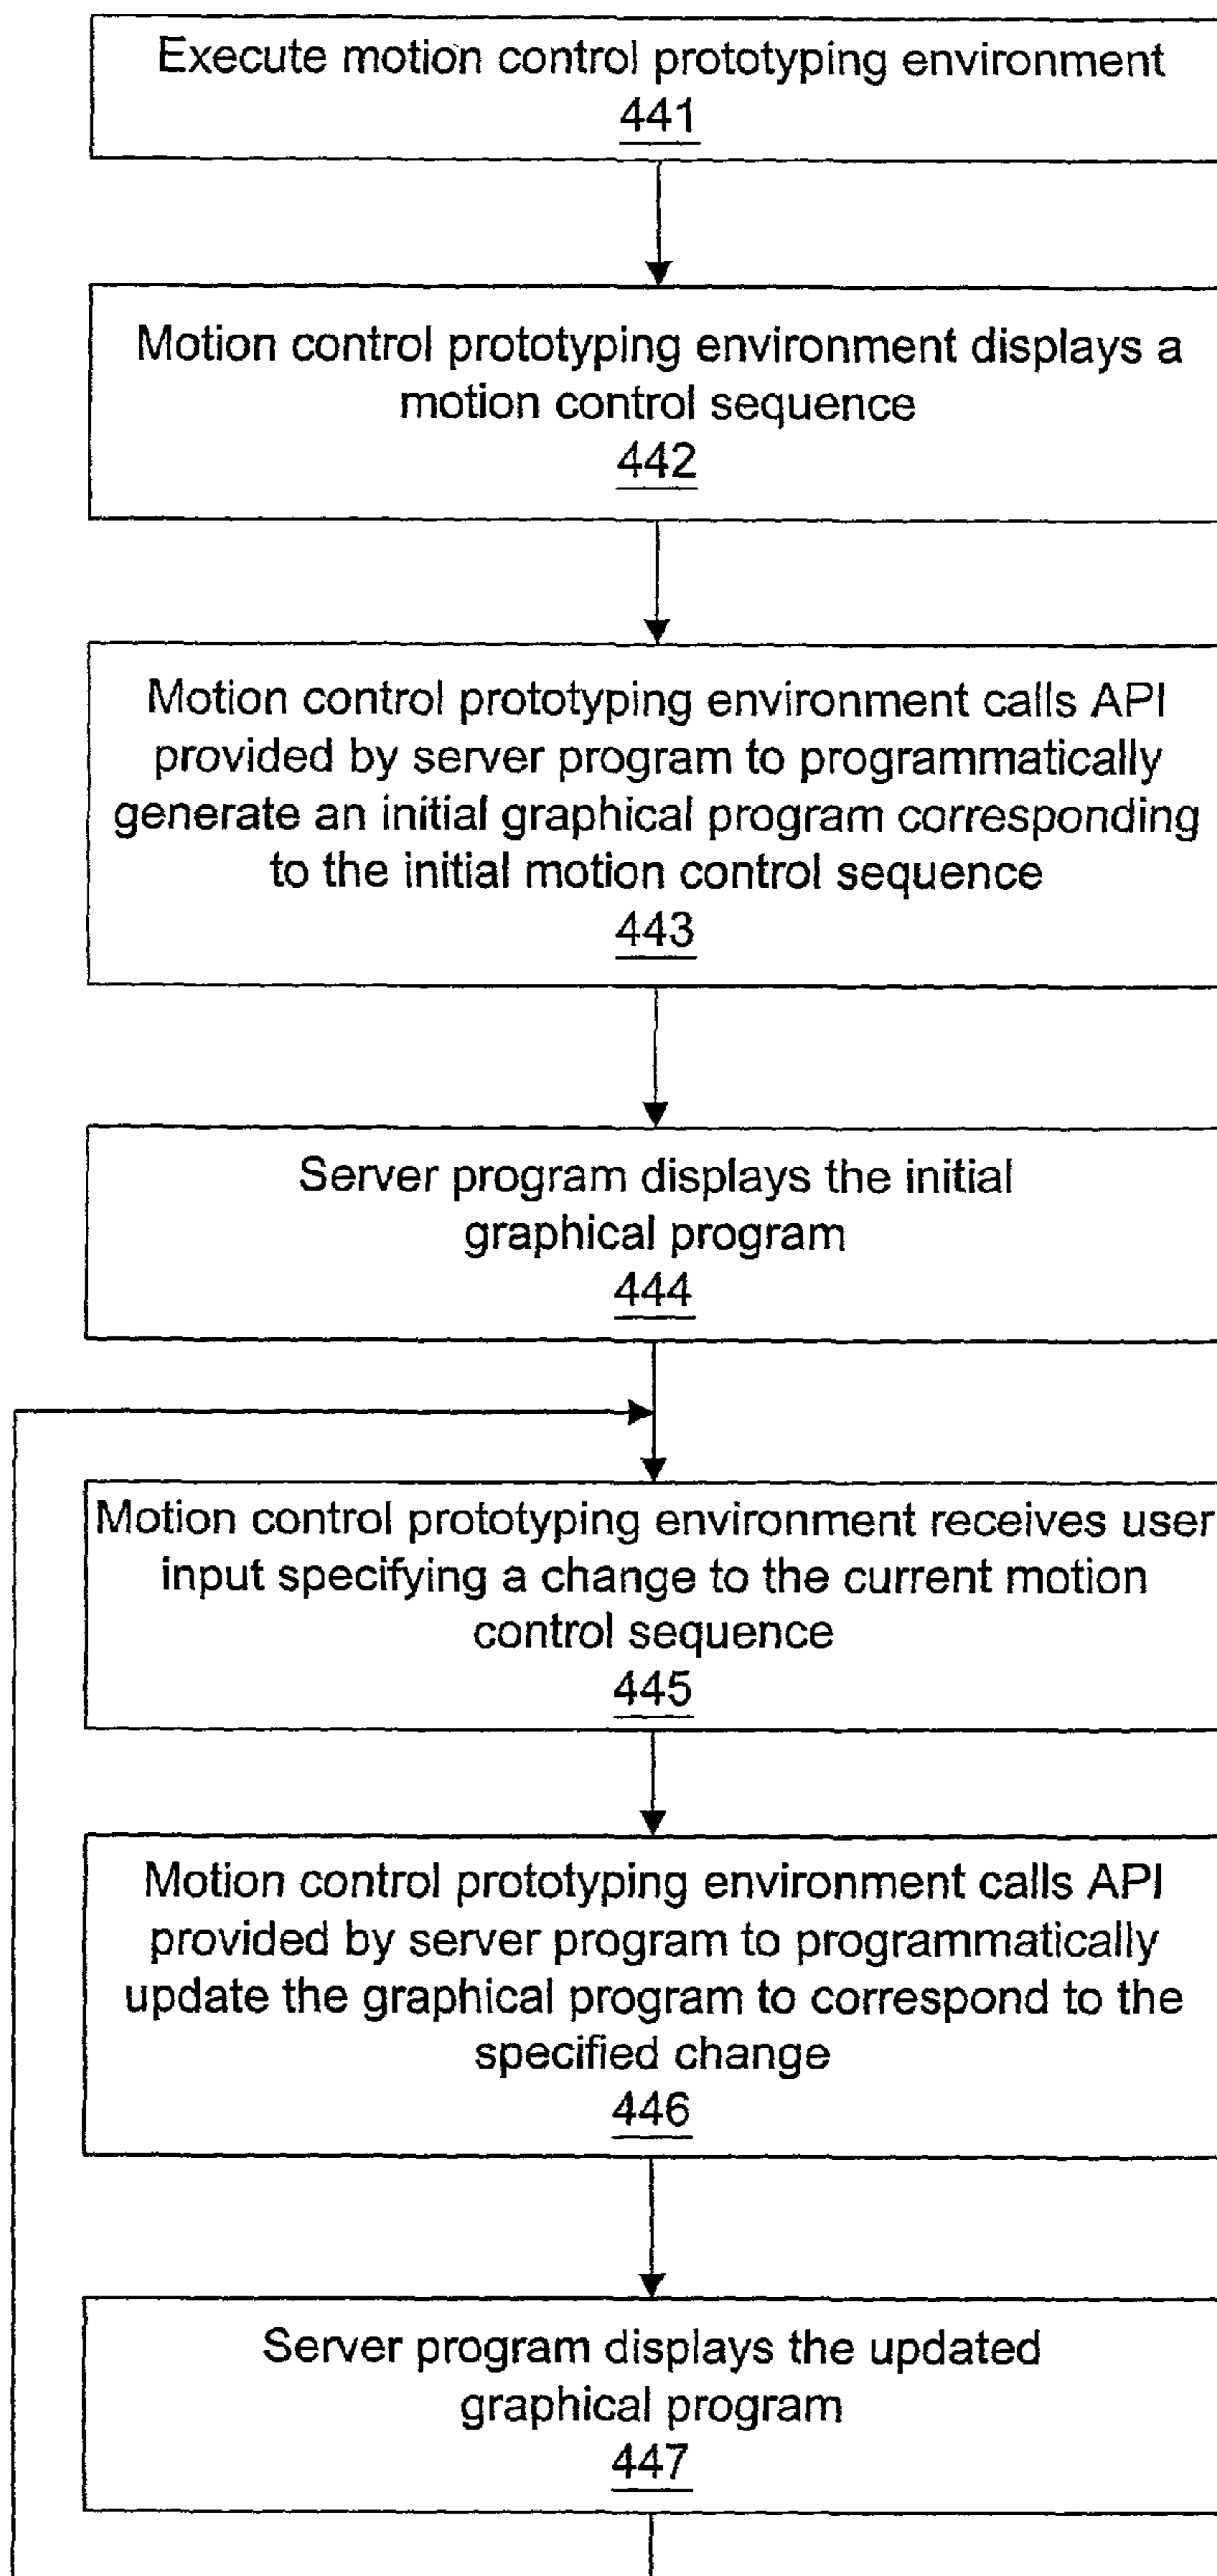 Execute motion control prototyping environment
441
Motion control prototyping environment displays a
motion control sequence
442
Motion control prototyping environment calls API
provided by server program to programmatically
generate an initial graphical program corresponding
to the initial motion control sequence
443
Server program displays the initial
graphical program
444
Motion control prototyping environment receives user
input specifying a change to the current motion
control sequence
445
Motion control prototyping environment calls API
provided by server program to programmatically
update the graphical program to correspond to the
specified change
446
Server program displays the updated
graphical program
447